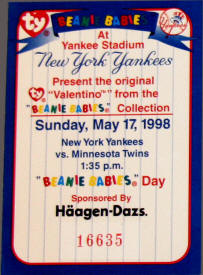 ty BEANIE BABIES
At
Yankee Stadium
New York Yankees
Present the original
ty "Valentino"™ from the
"BEANIE BABIES® Collection
Sunday, May 17, 1998
New York Yankees
vs. Minnesota Twins
1:35 p.m.
"BEANIE BABIES® Day
Sponsored By
Häagen-Dazs.
16635